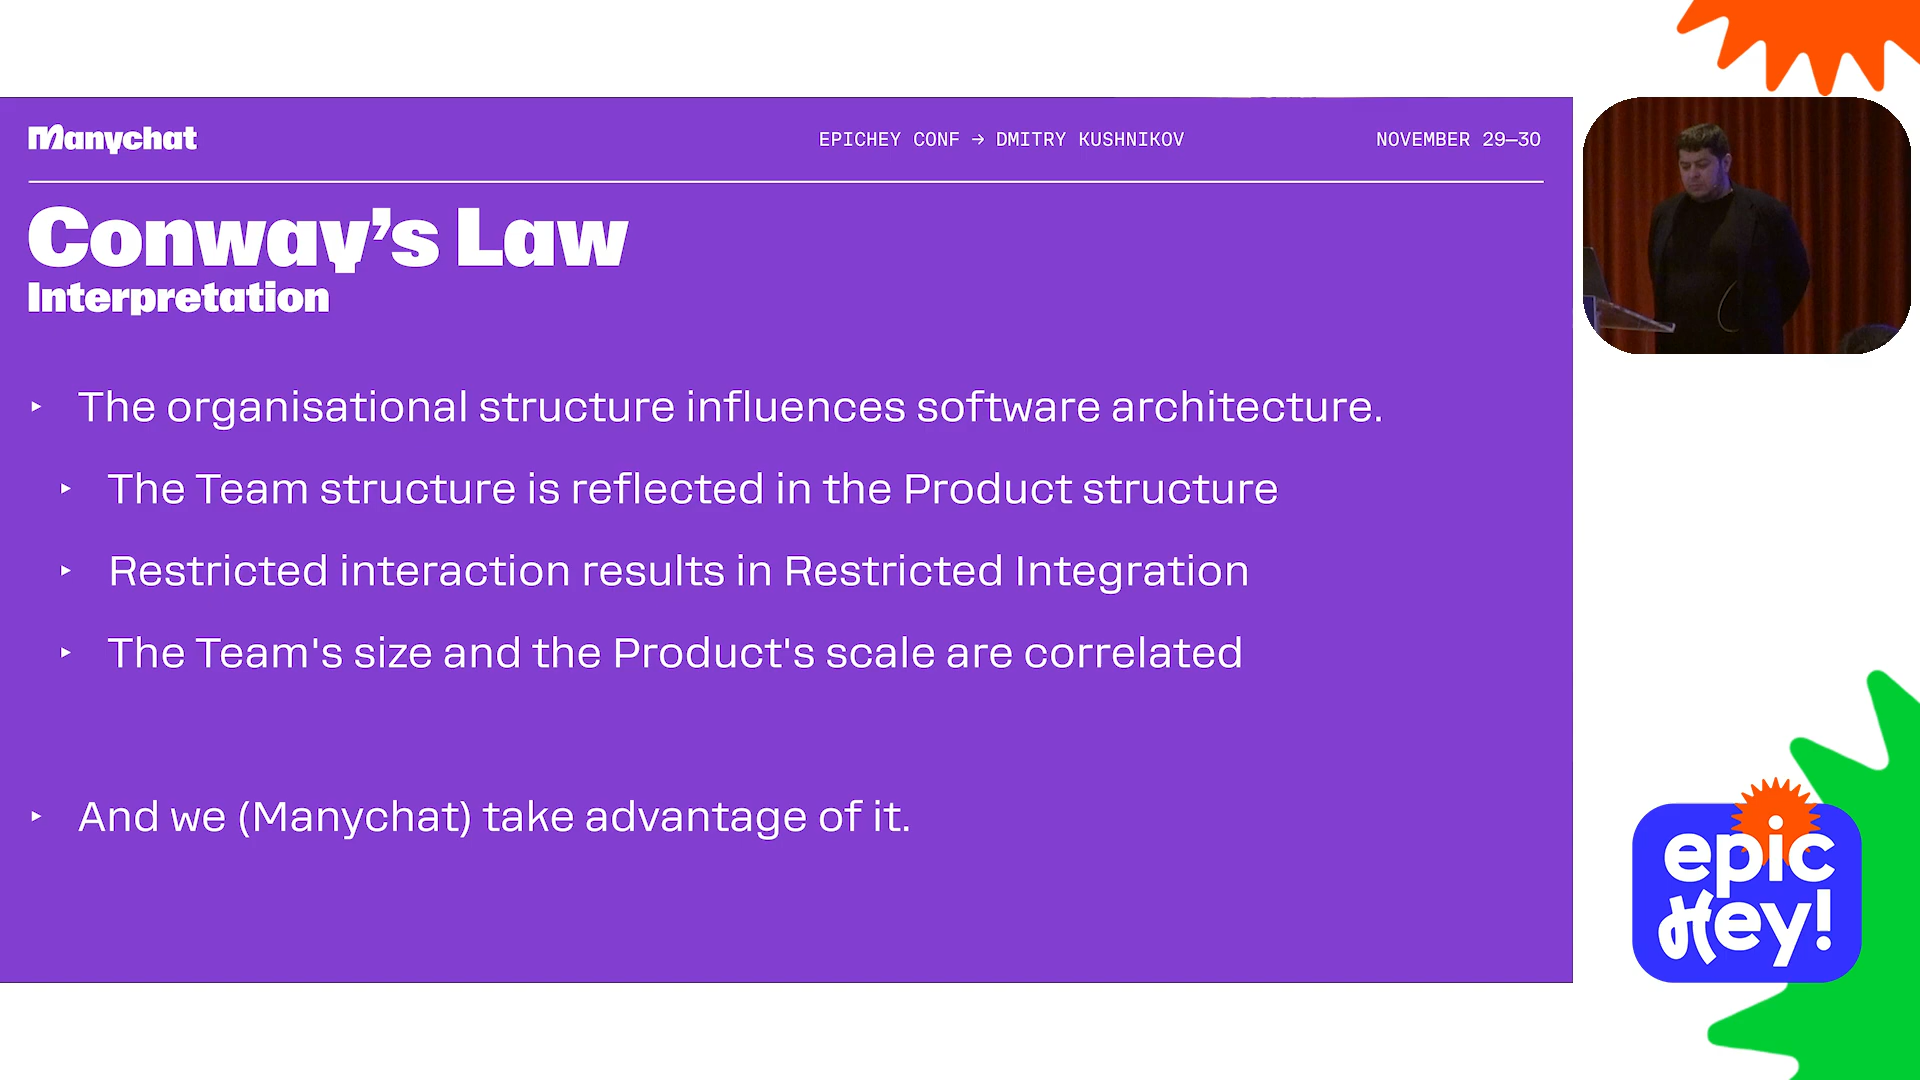 Manychat
EPICHEY CONF → DMITRY KUSHNIKOV
NOVEMBER 29–30
Conway’s Law
Interpretation
‣ The organisational structure influences software architecture.
‣ The Team structure is reflected in the Product structure
‣ Restricted interaction results in Restricted Integration
‣ The Team's size and the Product's scale are correlated
‣ And we (Manychat) take advantage of it.
epic
Hey!